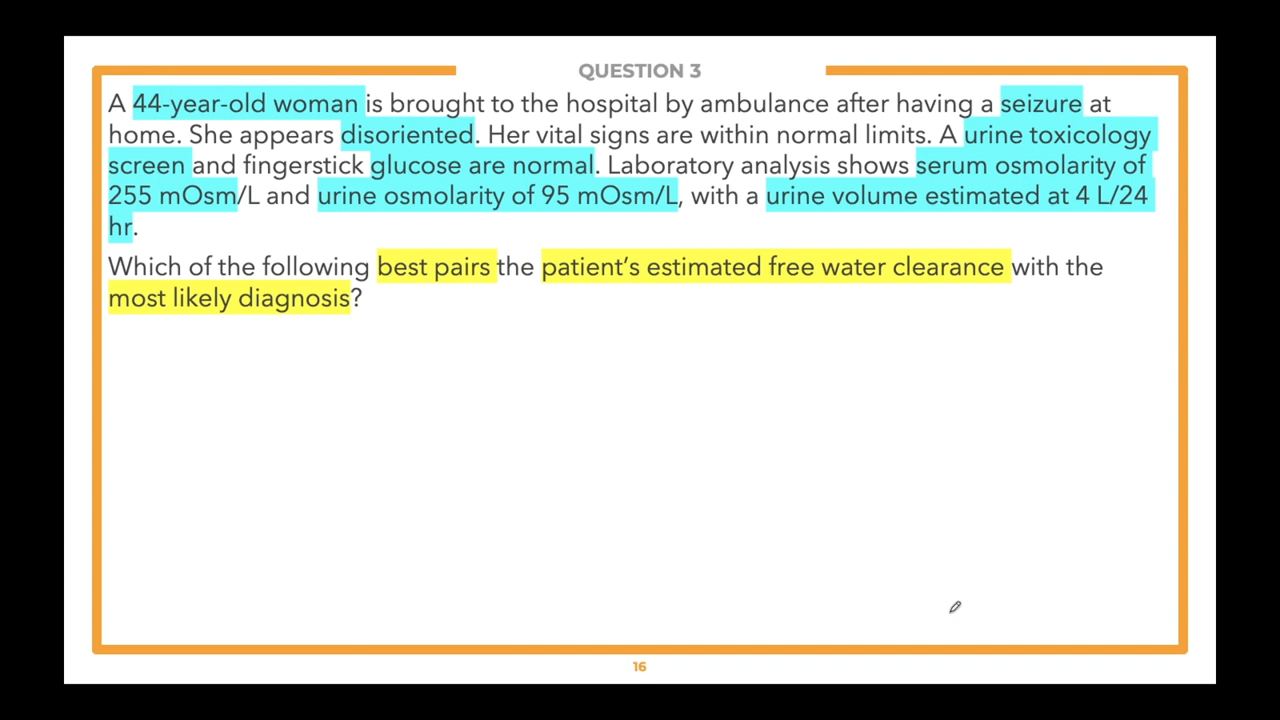 QUESTION 3
A 44-year-old woman is brought to the hospital by ambulance after having a seizure at
home. She appears disoriented. Her vital signs are within normal limits. A urine toxicology
screen and fingerstick glucose are normal. Laboratory analysis shows serum osmolarity of
255 mOsm/L and urine osmolarity of 95 mOsm/L, with a urine volume estimated at 4 L/24
hr.
Which of the following best pairs the patient’s estimated free water clearance with the
most likely diagnosis?
16